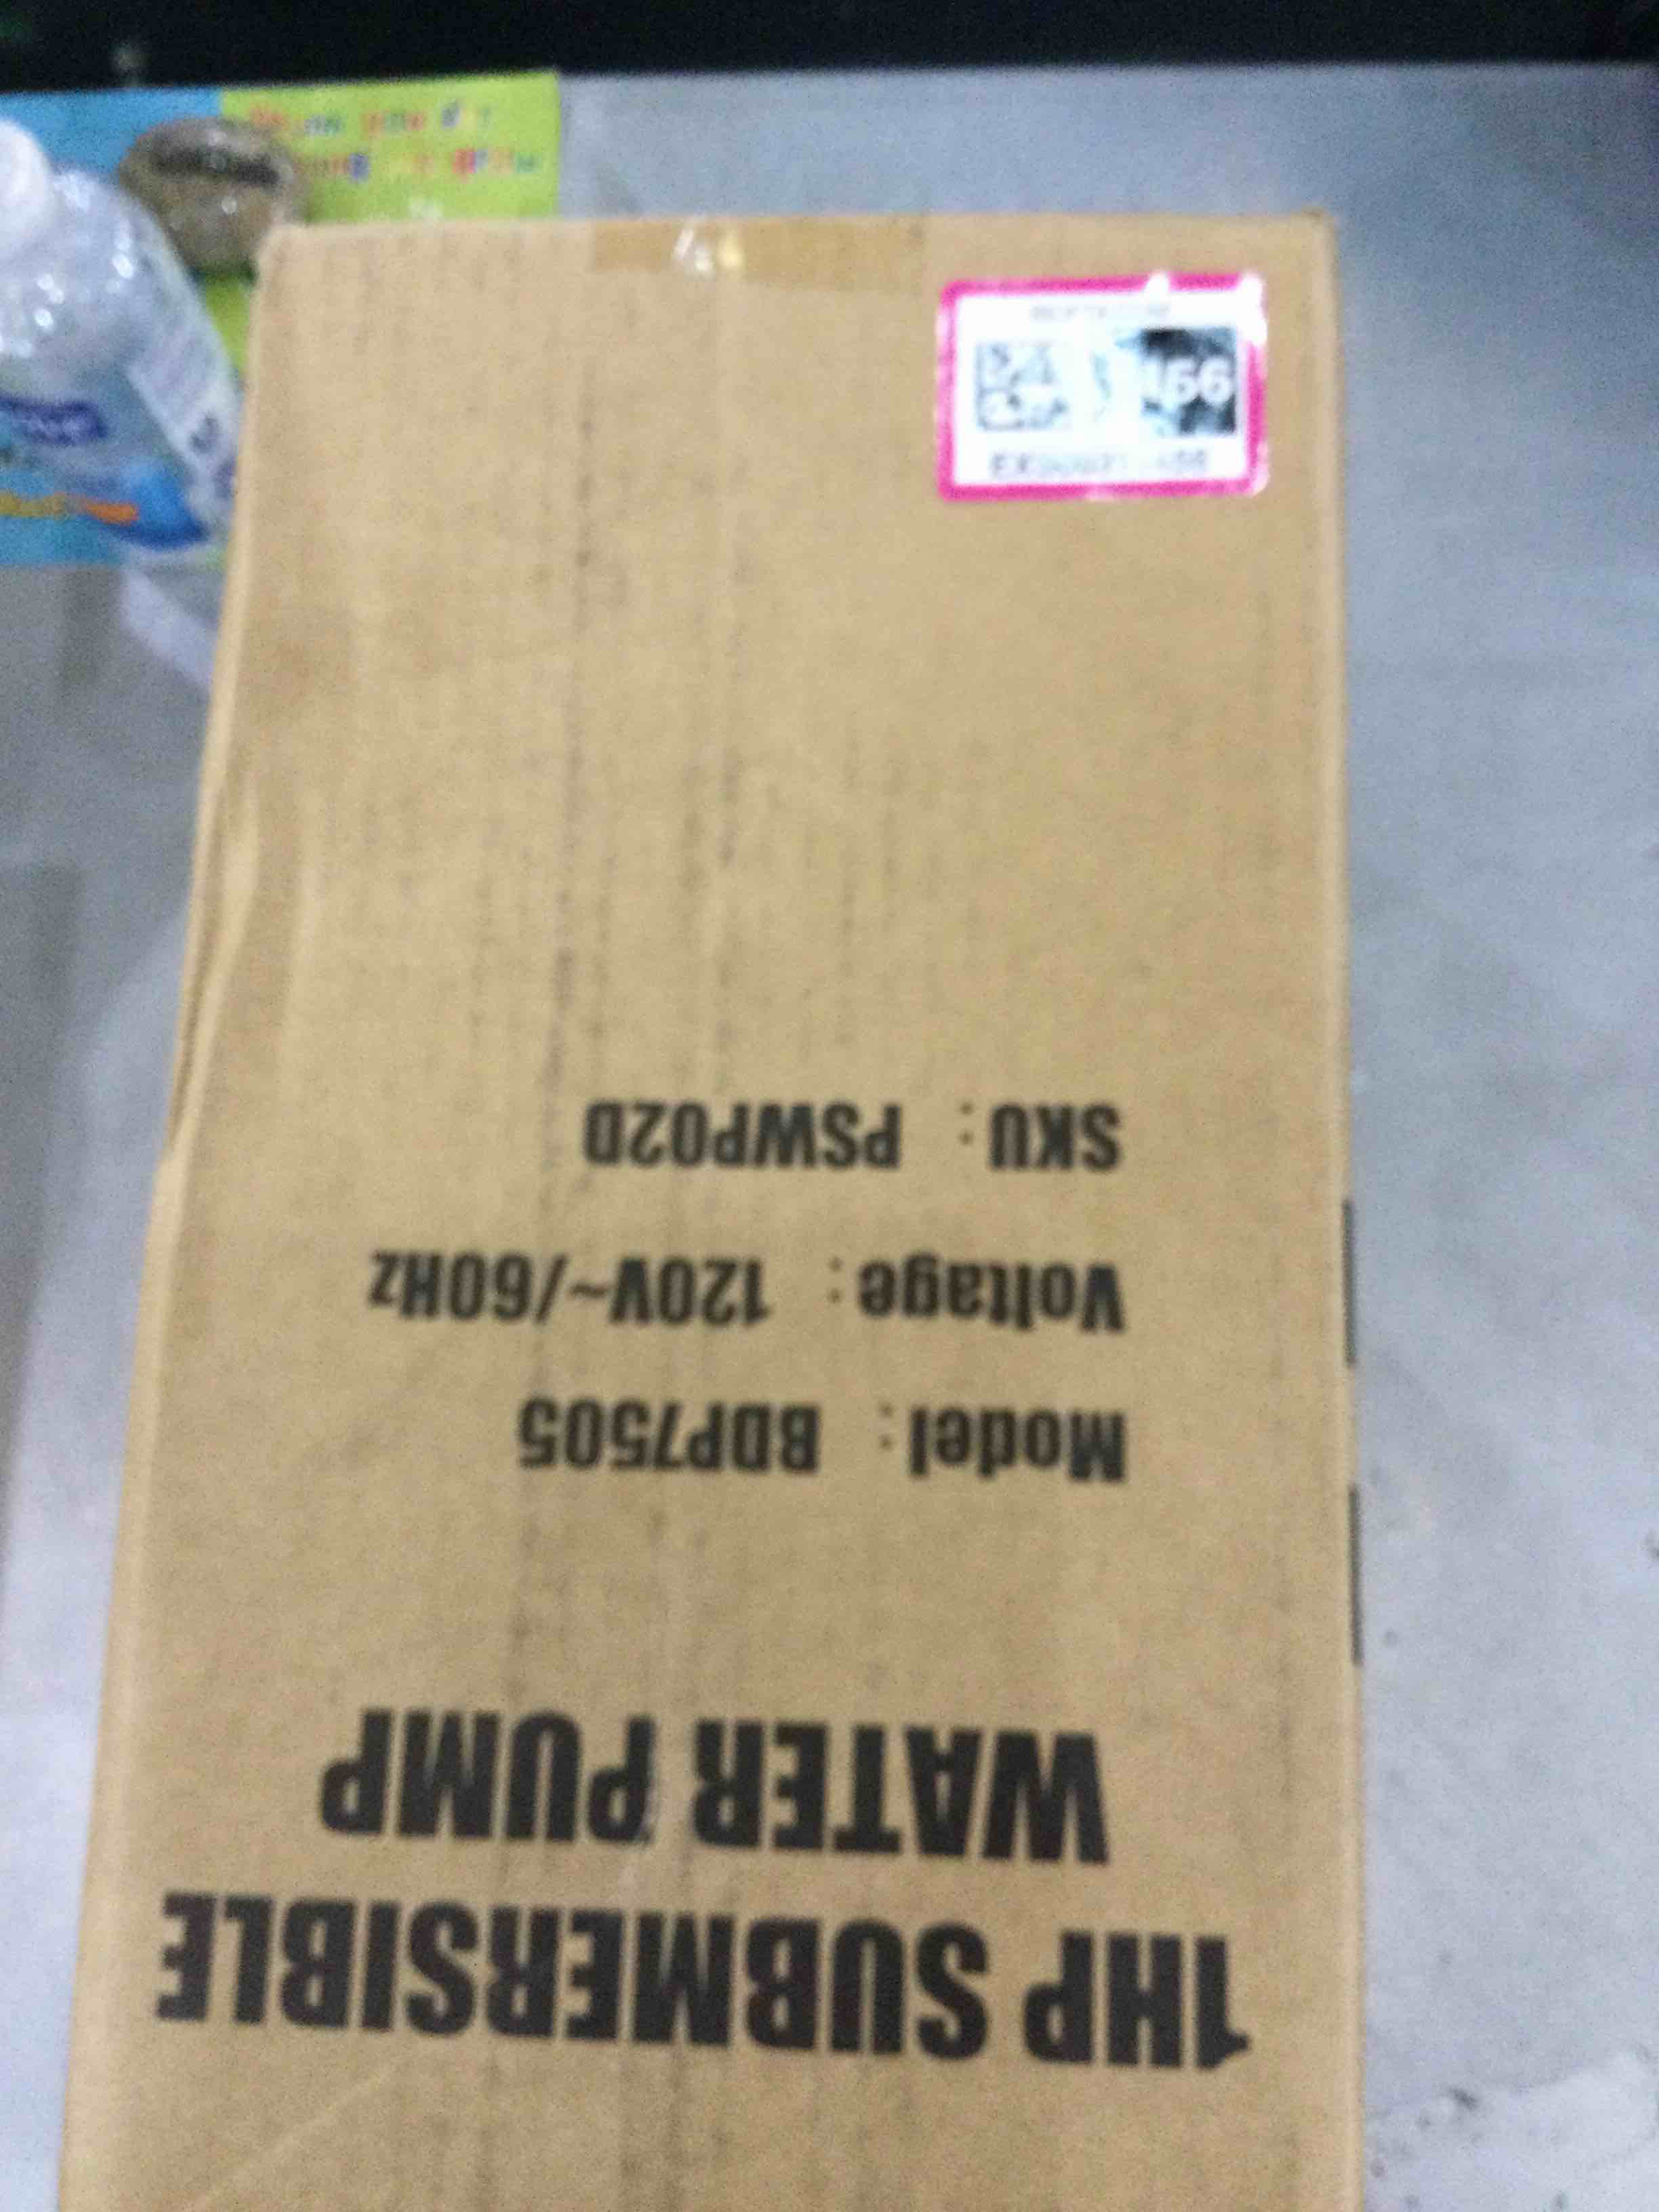 1HP SUBMERSIBLE
WATER PUMP
Model: BDP7505
Voltage: 120V~/60Hz
SKU: PSWP02D